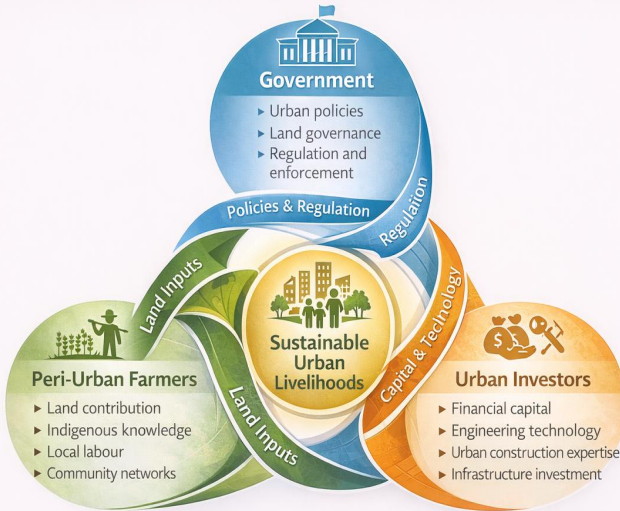 Government
▸ Urban policies
▸ Land governance
▸ Regulation and
enforcement
Policies & Regulation
Regulaiion
Land Inputs
Sustainable
Urban
Livelihoods
Capital & Technology
Land Inputs
Peri-Urban Farmers
▸ Land contribution
▸ Indigenous knowledge
▸ Local labour
▸ Community networks
Urban Investors
▸ Financial capital
▸ Engineering technology
▸ Urban construction expertise
▸ Infrastructure investment
$ $